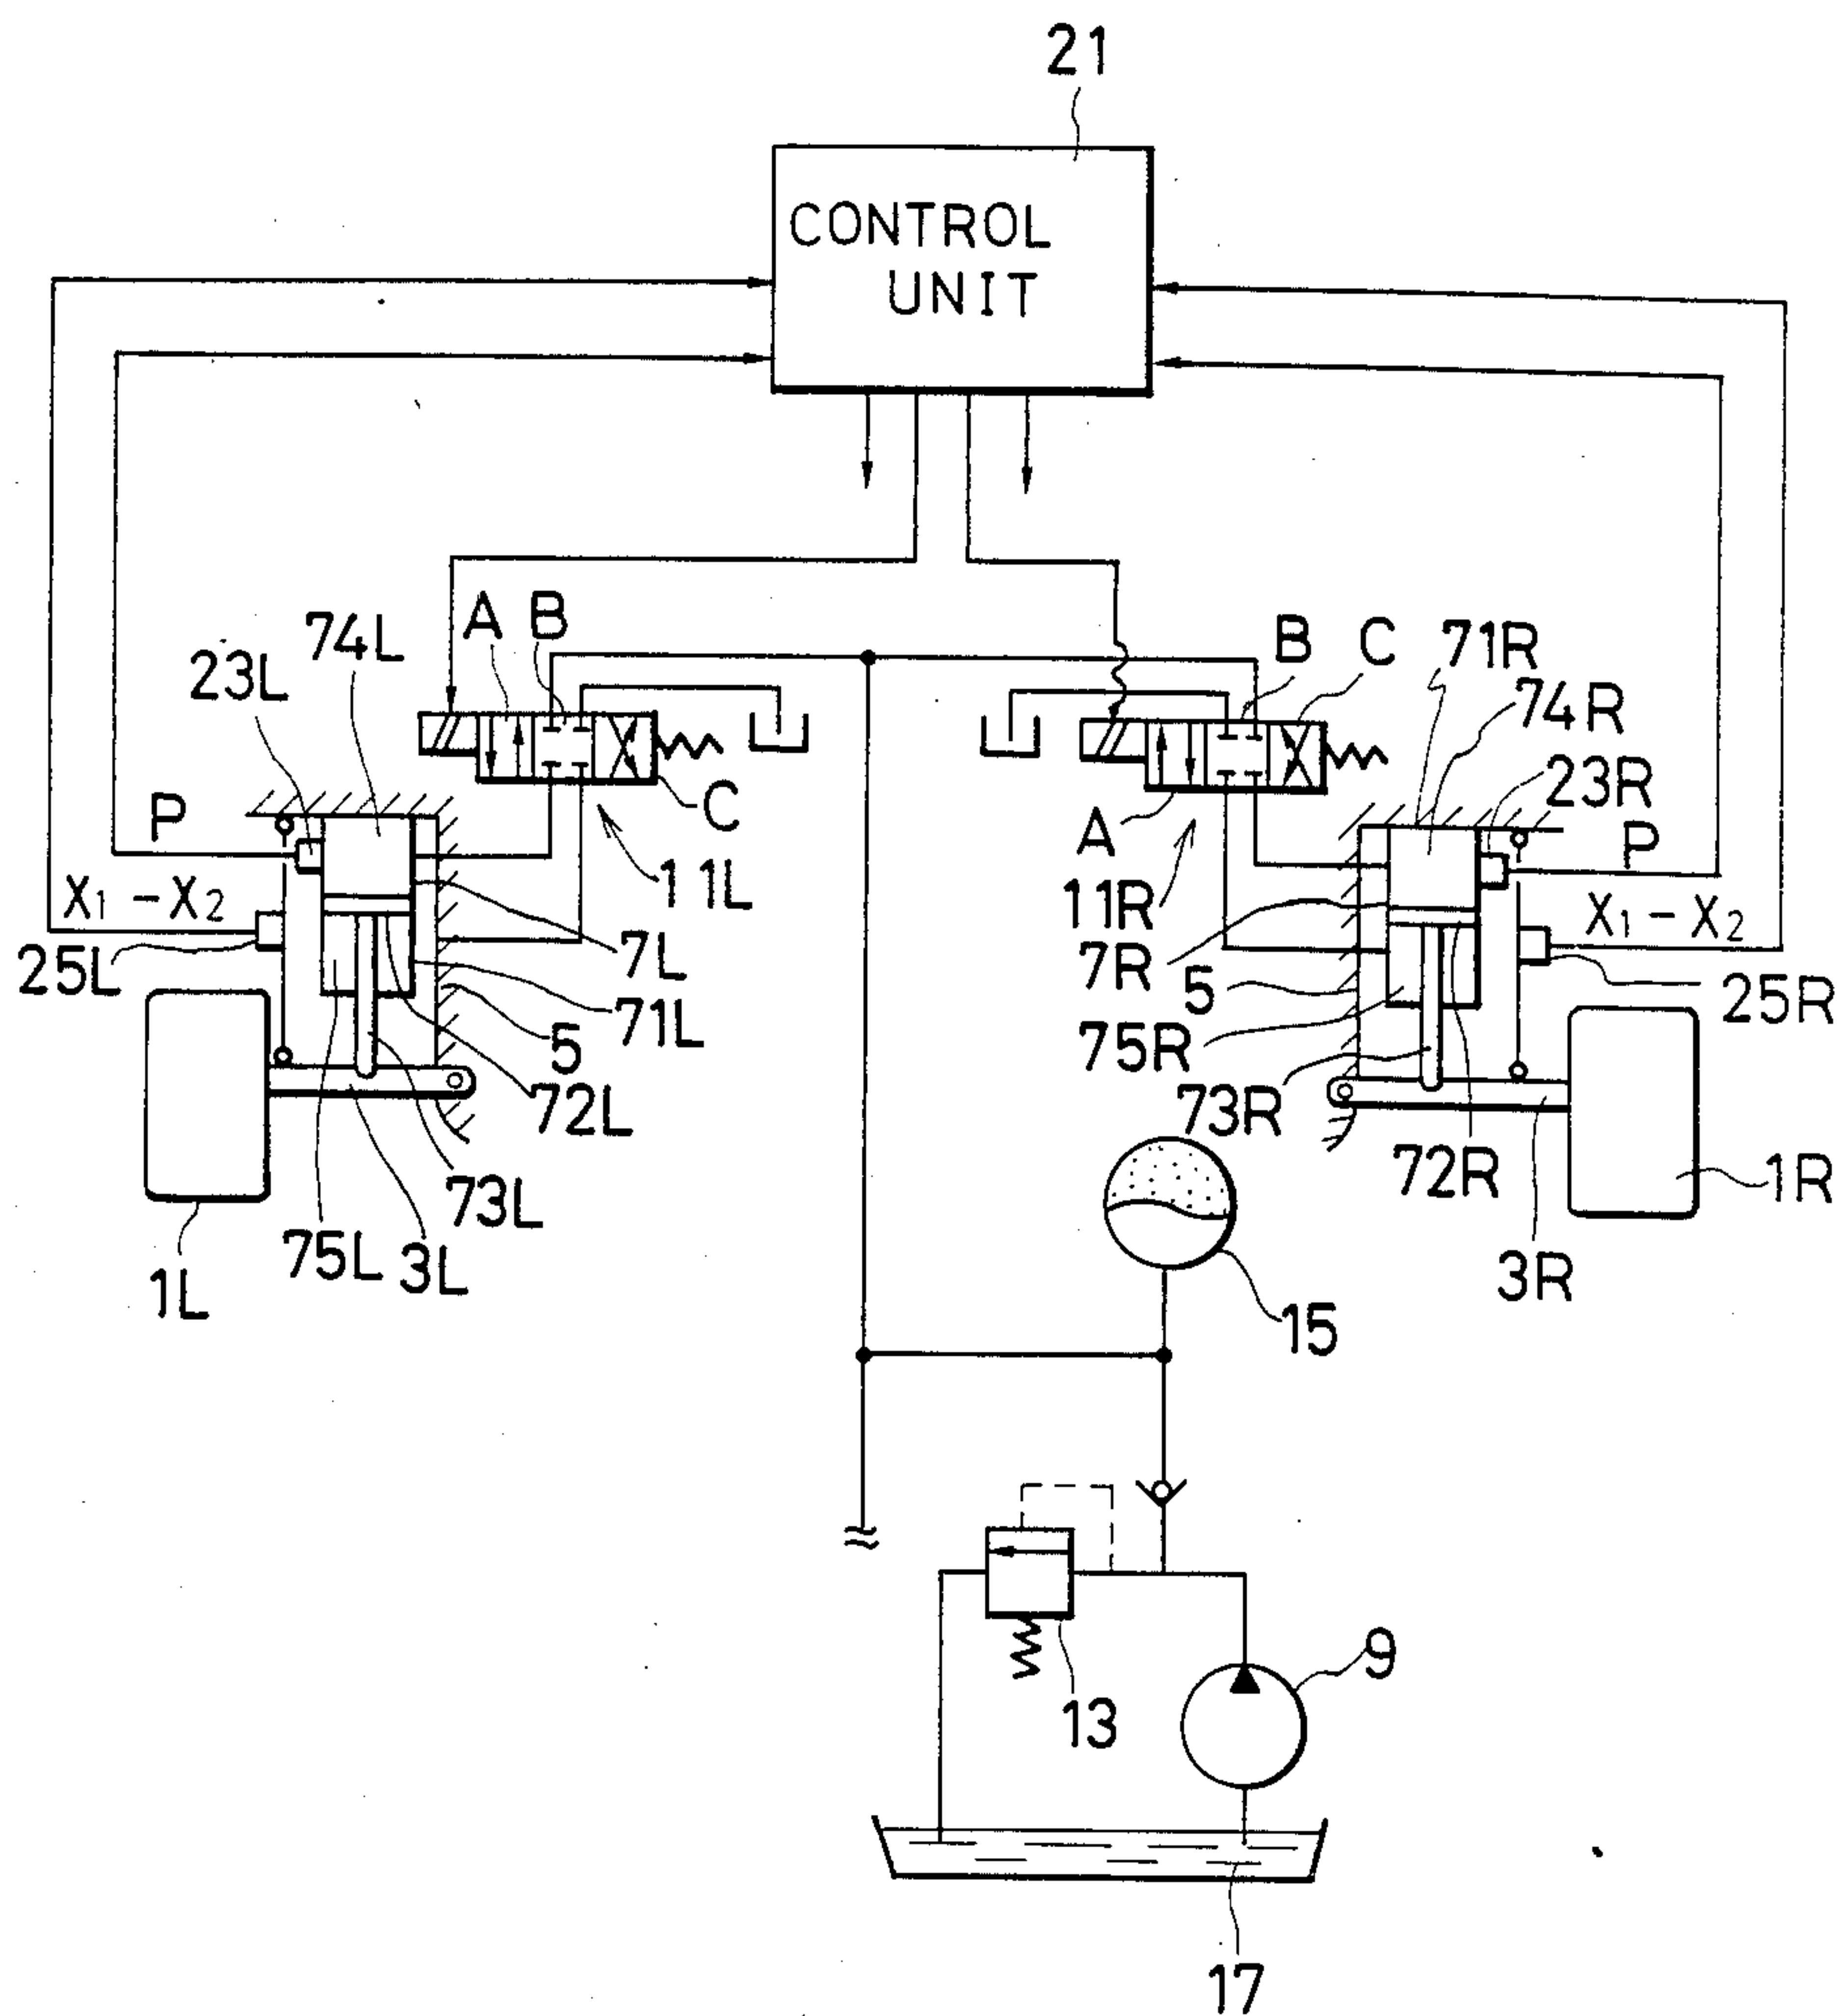 21
CONTROL
UNIT
A
B
74L
23L
B
C
71R
74R
P
C
23R
A
P
11L
11R
X₁ - X₂
X₁ - X₂
25L
7L
7R
25R
71L
5
5
75R
72L
73R
73L
72R
1R
75L
3L
3R
1L
15
9
13
17